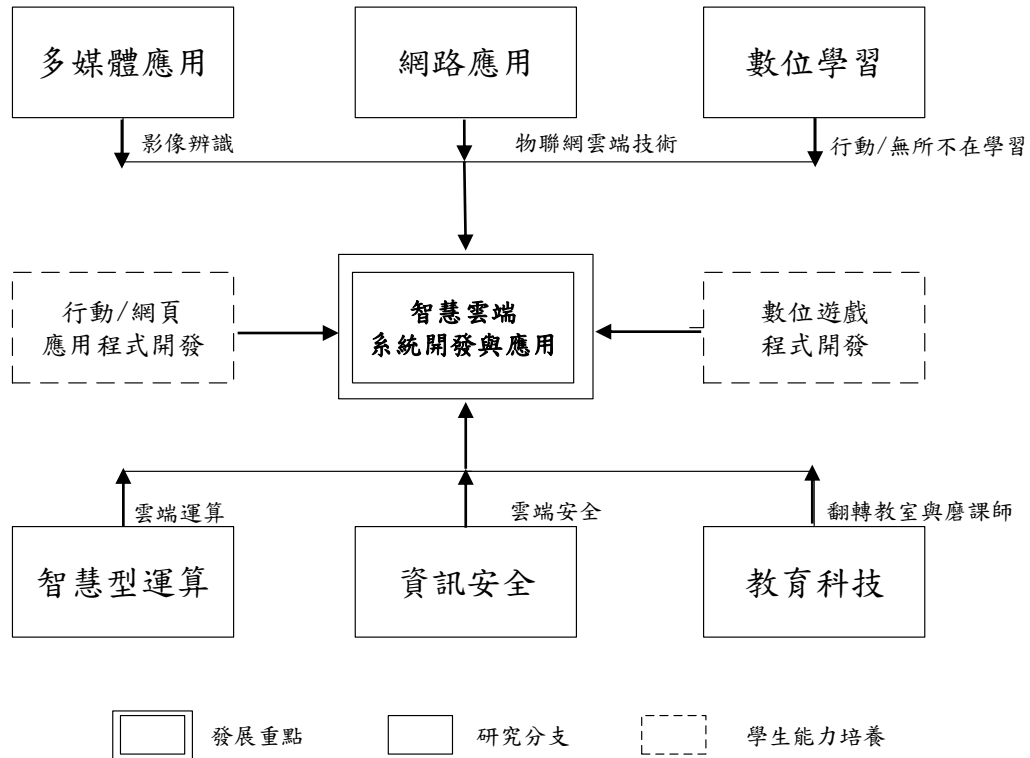 多媒體應用
網路應用
數位學習
影像辨識
物聯網雲端技術
行動/無所不在學習
行動/網頁
應用程式開發
智慧雲端
系統開發與應用
數位遊戲
程式開發
雲端運算
雲端安全
翻轉教室與磨課師
智慧型運算
資訊安全
教育科技
發展重點
研究分支
學生能力培養